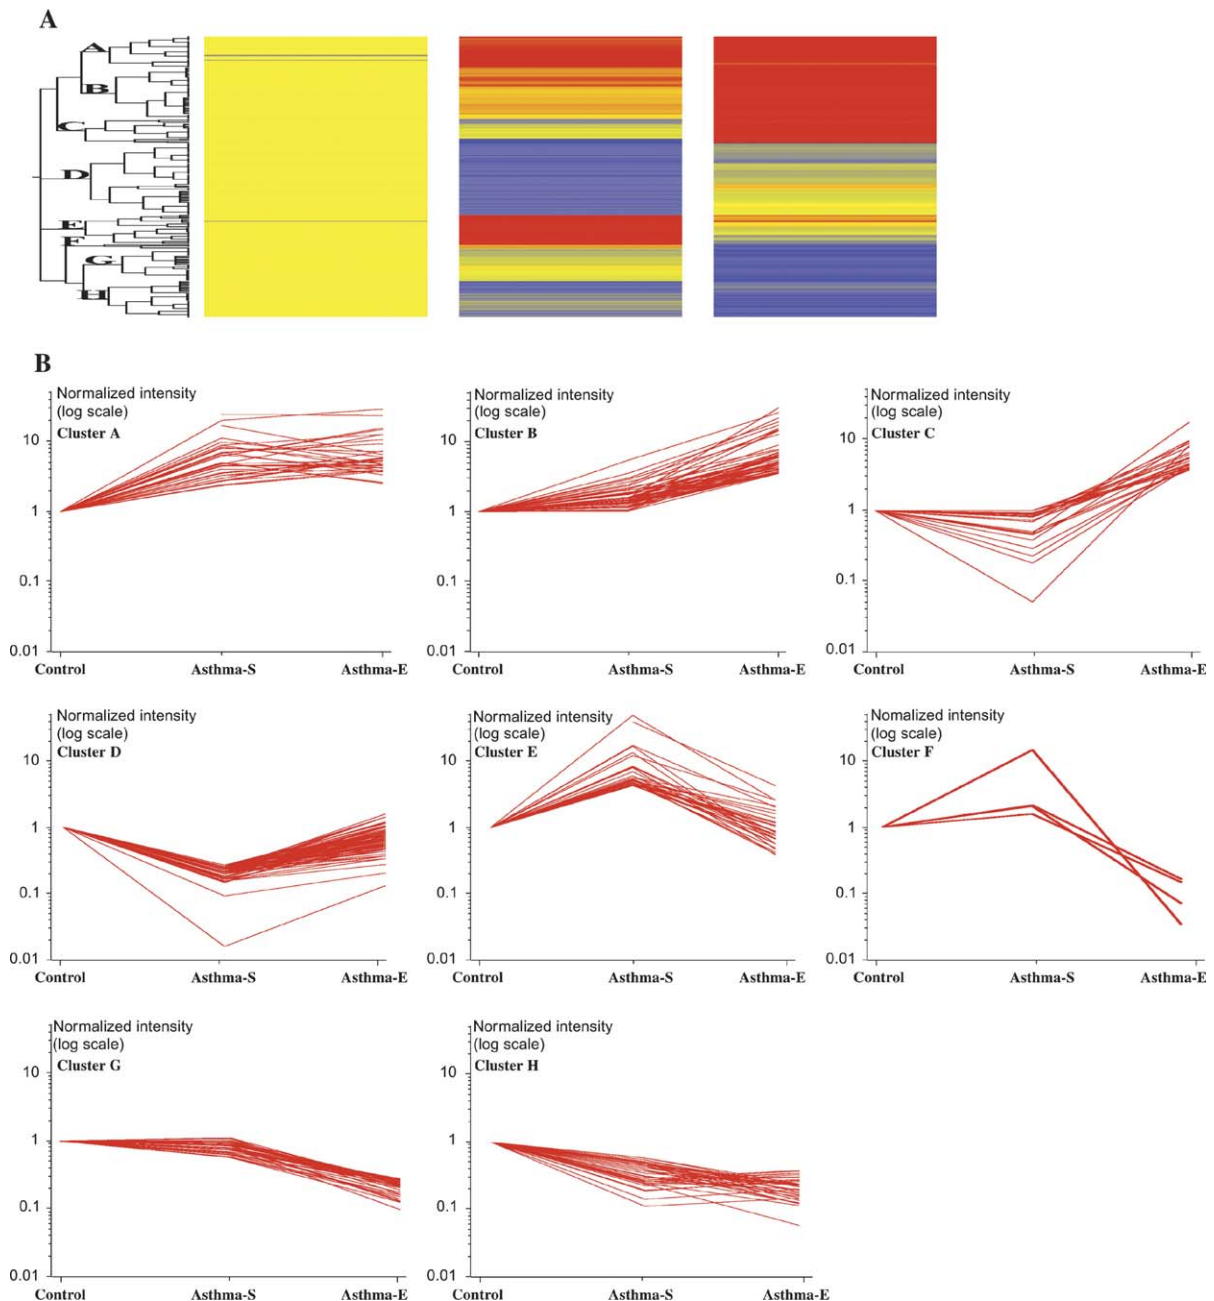 A
A
B
C
D
E
F
G
H
B
Normalized intensity
(log scale)
Cluster A
10
1
0.1
0.01
Control Asthma-S Asthma-E
Normalized intensity
(log scale)
Cluster B
10
1
0.1
0.01
Control Asthma-S Asthma-E
Normalized intensity
(log scale)
Cluster C
10
1
0.1
0.01
Control Asthma-S Asthma-E
Normalized intensity
(log scale)
Cluster D
10
1
0.1
0.01
Control Asthma-S Asthma-E
Normalized intensity
(log scale)
Cluster E
10
1
0.1
0.01
Control Asthma-S Asthma-E
Nomalized intensity
(log scale)
Cluster F
10
1
0.1
0.01
Control Asthma-S Asthma-E
Normalized intensity
(log scale)
Cluster G
10
1
0.1
0.01
Control Asthma-S Asthma-E
Normalized intensity
(log scale)
Cluster H
10
1
0.1
0.01
Control Asthma-S Asthma-E